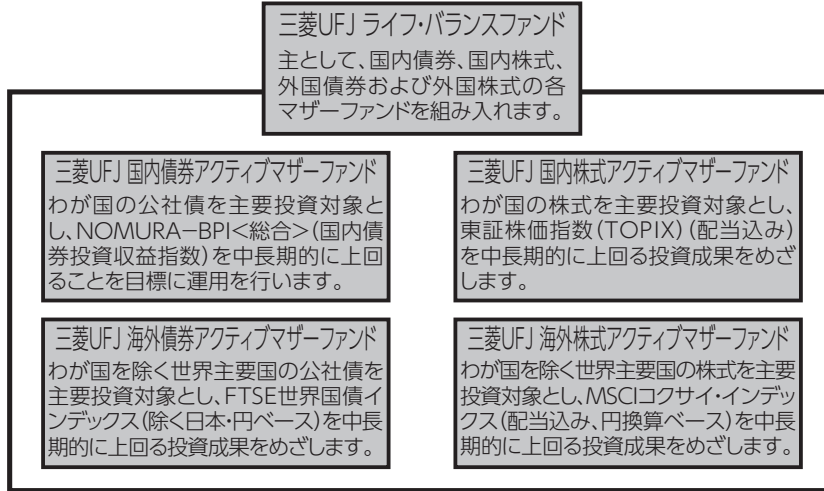 三菱UFJ ライフ・バランスファンド
主として、国内債券、国内株式、
外国債券および外国株式の各
マザーファンドを組み入れます。
三菱UFJ 国内債券アクティブマザーファンド
わが国の公社債を主要投資対象と
し、NOMURA－BPI＜総合＞(国内債
券投資収益指数)を中長期的に上回
ることを目標に運用を行います。
三菱UFJ 国内株式アクティブマザーファンド
わが国の株式を主要投資対象とし、
東証株価指数(TOPIX)(配当込み)
を中長期的に上回る投資成果をめざ
します。
三菱UFJ 海外債券アクティブマザーファンド
わが国を除く世界主要国の公社債を
主要投資対象とし、FTSE世界国債イ
ンデックス(除く日本・円ベース)を中長
期的に上回る投資成果をめざします。
三菱UFJ 海外株式アクティブマザーファンド
わが国を除く世界主要国の株式を主要
投資対象とし、MSCIコクサイ・インデッ
クス(配当込み、円換算ベース)を中長
期的に上回る投資成果をめざします。